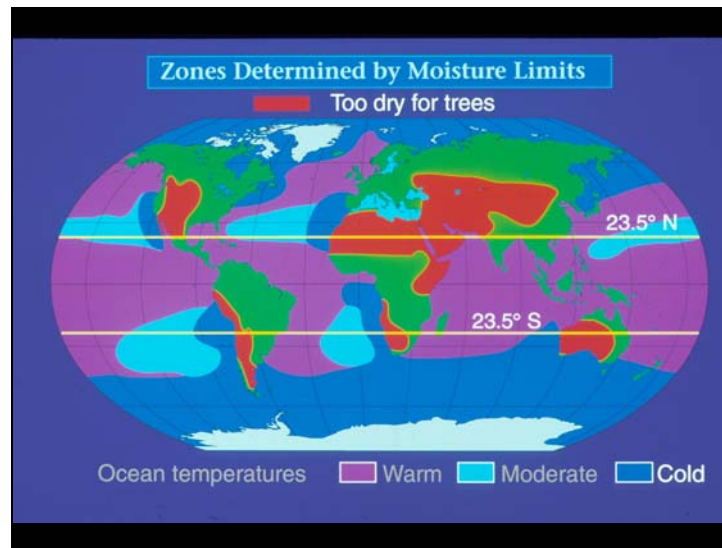 Zones Determined by Moisture Limits
Too dry for trees
23.5° N
23.5° S
Ocean temperatures Warm Moderate Cold